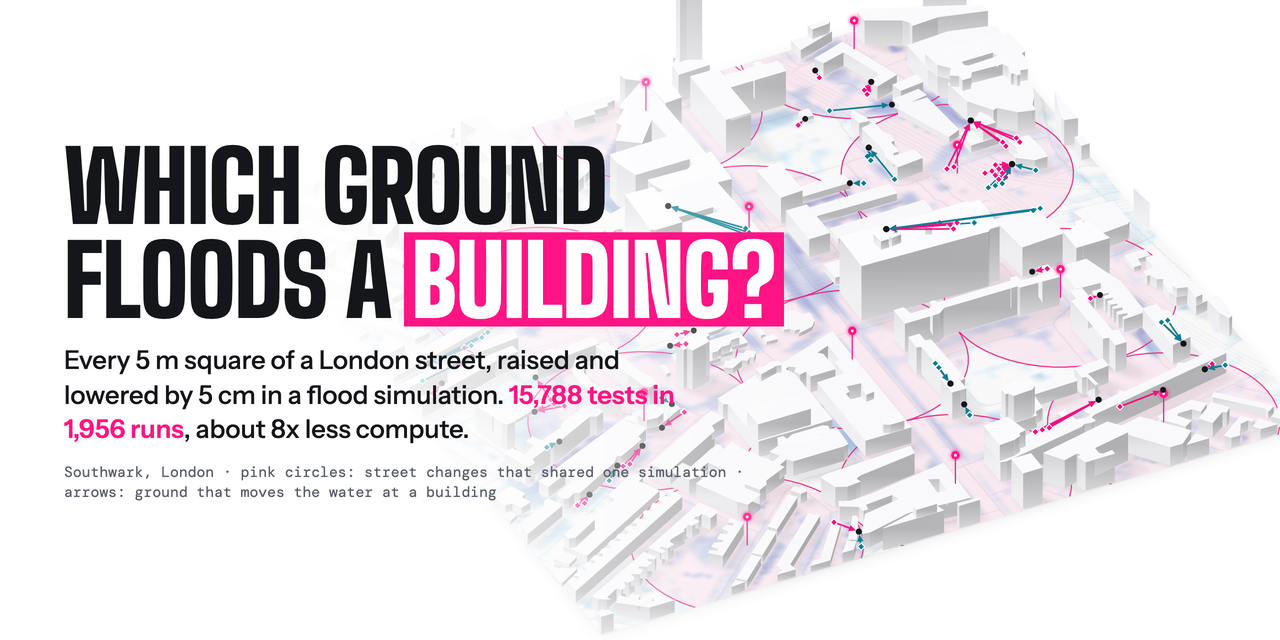 WHICH GROUND
FLOODS A BUILDING?
Every 5 m square of a London street, raised and
lowered by 5 cm in a flood simulation. 15,788 tests in
1,956 runs, about 8x less compute.
Southwark, London · pink circles: street changes that shared one simulation ·
arrows: ground that moves the water at a building